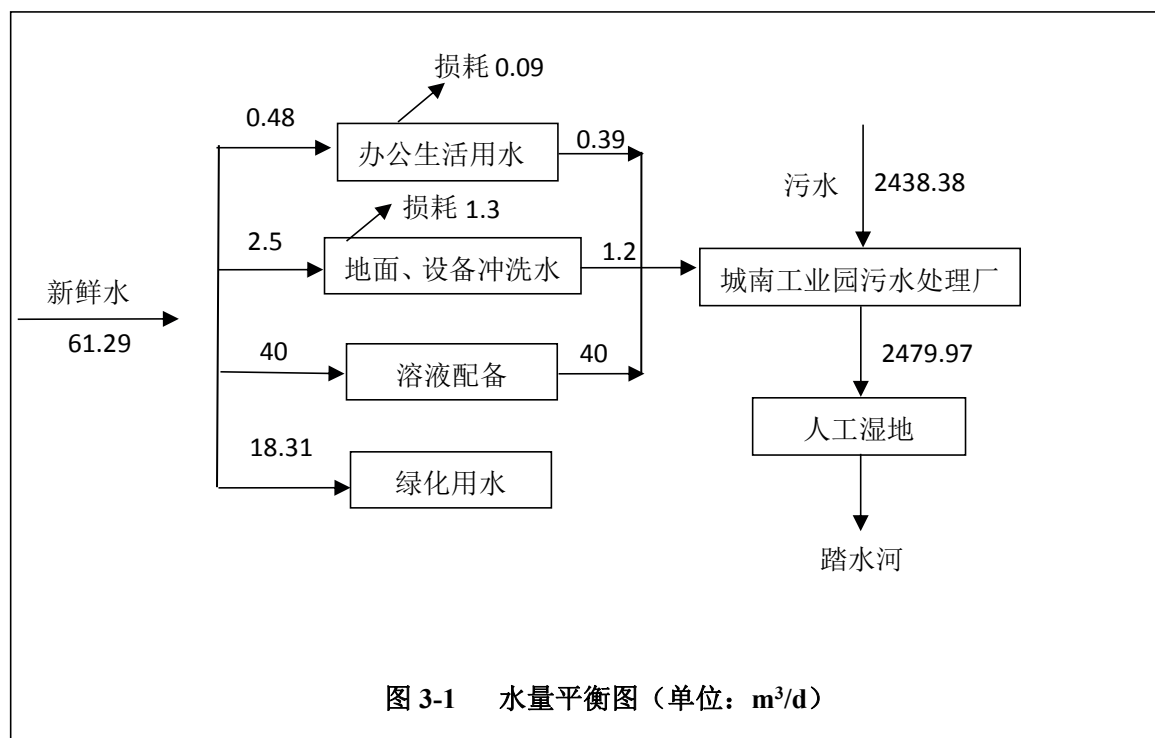 损耗 0.09
0.48
办公生活用水
0.39
污水
2438.38
损耗 1.3
2.5
地面、设备冲洗水
1.2
城南工业园污水处理厂
新鲜水
61.29
40
溶液配备
40
2479.97
人工湿地
18.31
绿化用水
踏水河
图 3-1 水量平衡图（单位：m³/d）